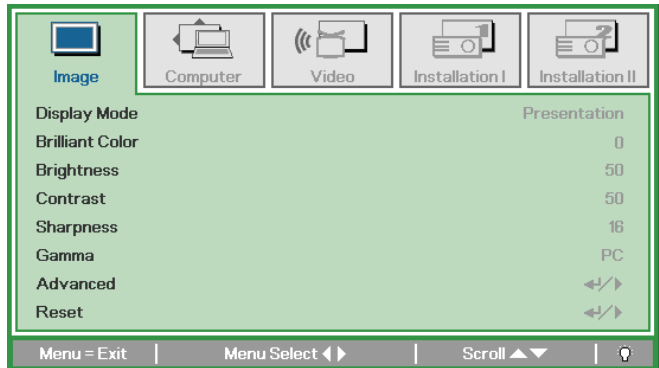 Image Computer Video Installation I Installation II
Display Mode Presentation
Brilliant Color 0
Brightness 50
Contrast 50
Sharpness 16
Gamma PC
Advanced
Reset
Menu = Exit Menu Select Scroll